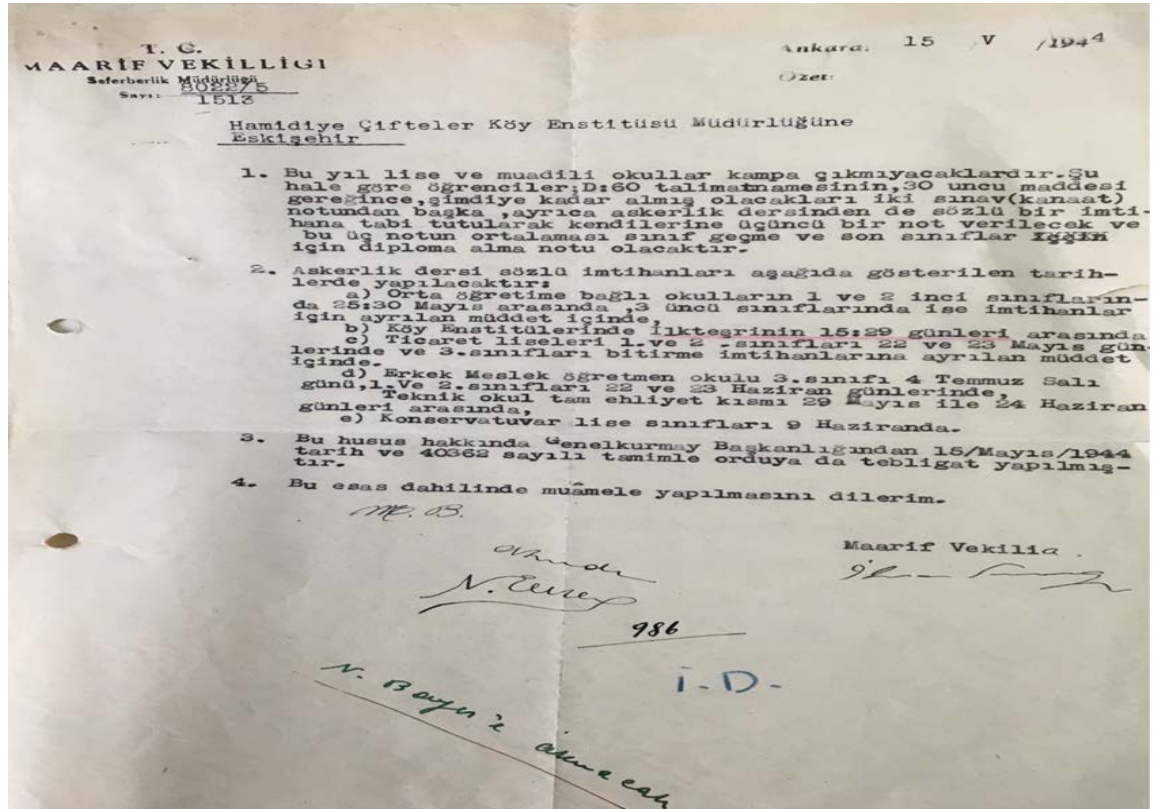 T. C.
MAARİF VEKİLLİĞİ
Seferberlik Müdürlüğü
Sayı: 8022/5
1513
Ankara: 15 / V /1944
Özet:
Hamidiye Çifteler Köy Enstitüsü Müdürlüğüne
Eskişehir
1. Bu yıl lise ve muadili okullar kampa çıkmıyacaklardır.Şu
hale göre öğrenciler;D:60 talimatnamesinin,30 uncu maddesi
gereğince,şimdiye kadar almış olacakları iki sınav(kanaat)
notundan başka ,ayrıca askerlik dersinden de sözlü bir imti-
hana tabi tutularak kendilerine üçüncü bir not verilecek ve
bu üç notun ortalaması sınıf geçme ve son sınıflar
için diploma alma notu olacaktır.
2. Askerlik dersi sözlü imtihanları aşağıda gösterilen tarih-
lerde yapılacaktır:
a) Orta öğretime bağlı okulların 1 ve 2 inci sınıfların-
da 25:30 Mayıs arasında ,3 üncü sınıflarında ise imtihanlar
için ayrılan müddet içinde,
b) Köy Enstitülerinde İlkteşrinin 15:29 günleri arasında
c) Ticaret liseleri 1.ve 2.sınıfları 22 ve 23 Mayıs gün-
lerinde ve 3.sınıfları bitirme imtihanlarına ayrılan müddet
içinde.
d) Erkek Meslek öğretmen okulu 3.sınıfı 4 Temmuz Salı
günü,1.Ve 2.sınıfları 22 ve 23 Haziran günlerinde,
Teknik okul tam ehliyet kısmı 29 Mayıs ile 24 Haziran
günleri arasında,
e) Konservatuvar lise sınıfları 9 Haziranda.
3. Bu husus hakkında Genelkurmay Başkanlığından 15/Mayıs/1944
tarih ve 40362 sayılı tamimle orduya da tebligat yapılmış-
tır.
4. Bu esas dahilinde muâmele yapılmasını dilerim.
M. B.
Maarif Vekili a.
986
İ.D.